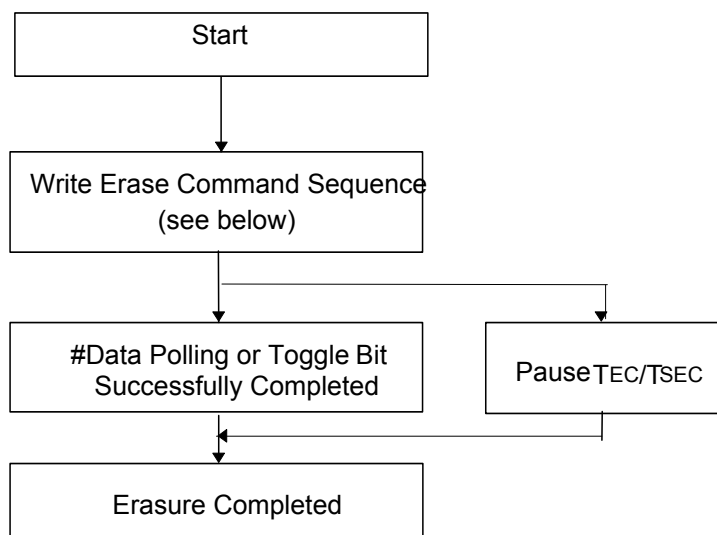 Start
Write Erase Command Sequence
(see below)
#Data Polling or Toggle Bit
Successfully Completed
Pause TEC/TSEC
Erasure Completed